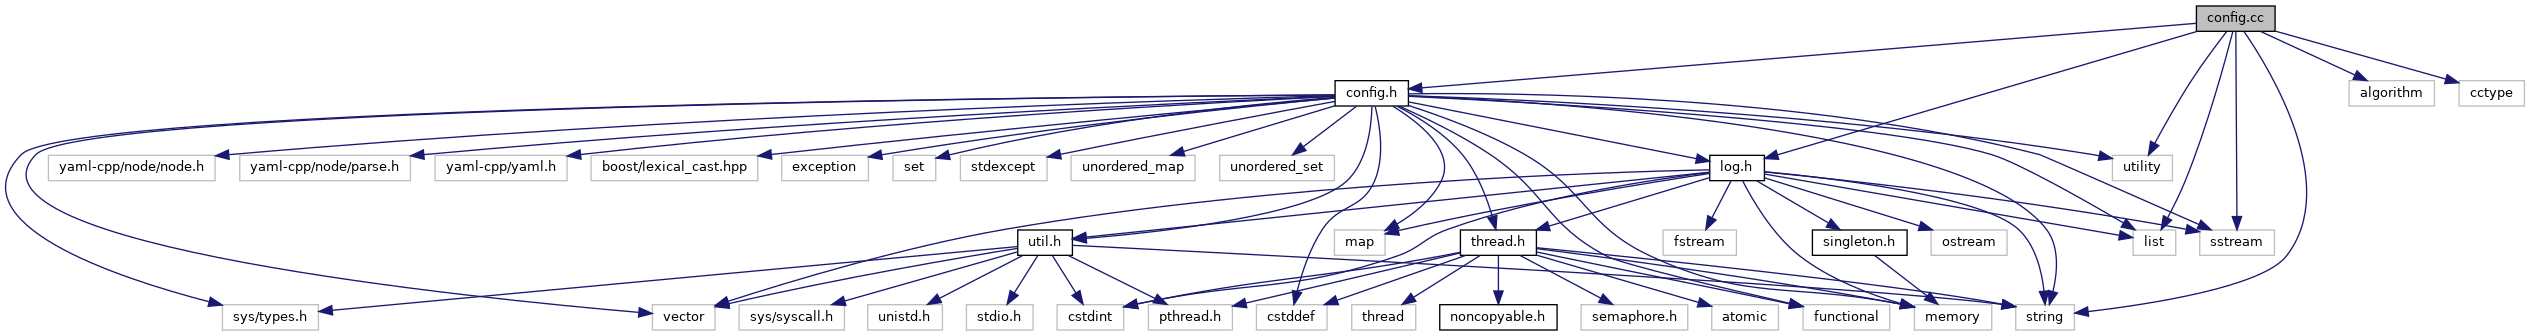 config.cc
config.h
algorithm
cctype
yaml-cpp/node/node.h
yaml-cpp/node/parse.h
yaml-cpp/yaml.h
boost/lexical_cast.hpp
exception
set
stdexcept
unordered_map
unordered_set
log.h
utility
util.h
map
thread.h
fstream
singleton.h
ostream
list
sstream
sys/types.h
vector
sys/syscall.h
unistd.h
stdio.h
cstdint
pthread.h
cstddef
thread
noncopyable.h
semaphore.h
atomic
functional
memory
string